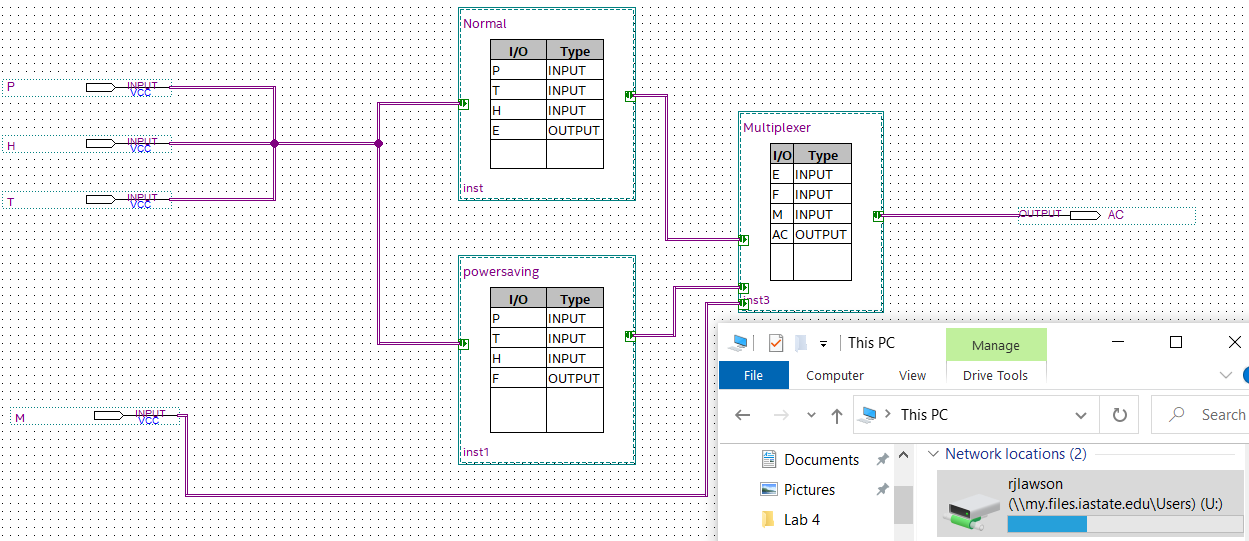 Normal
I/O Type
P INPUT
T INPUT
H INPUT
E OUTPUT
inst
P INPUT VCC
H INPUT VCC
T INPUT VCC
Multiplexer
I/O Type
E INPUT
F INPUT
M INPUT
AC OUTPUT
inst3
OUTPUT AC
powersaving
I/O Type
P INPUT
T INPUT
H INPUT
F OUTPUT
inst1
M INPUT VCC
This PC
Manage
File Computer View Drive Tools
This PC
Search
Documents
Pictures
Lab 4
Network locations (2)
rjlawson
(\\my.files.iastate.edu\Users) (U:)